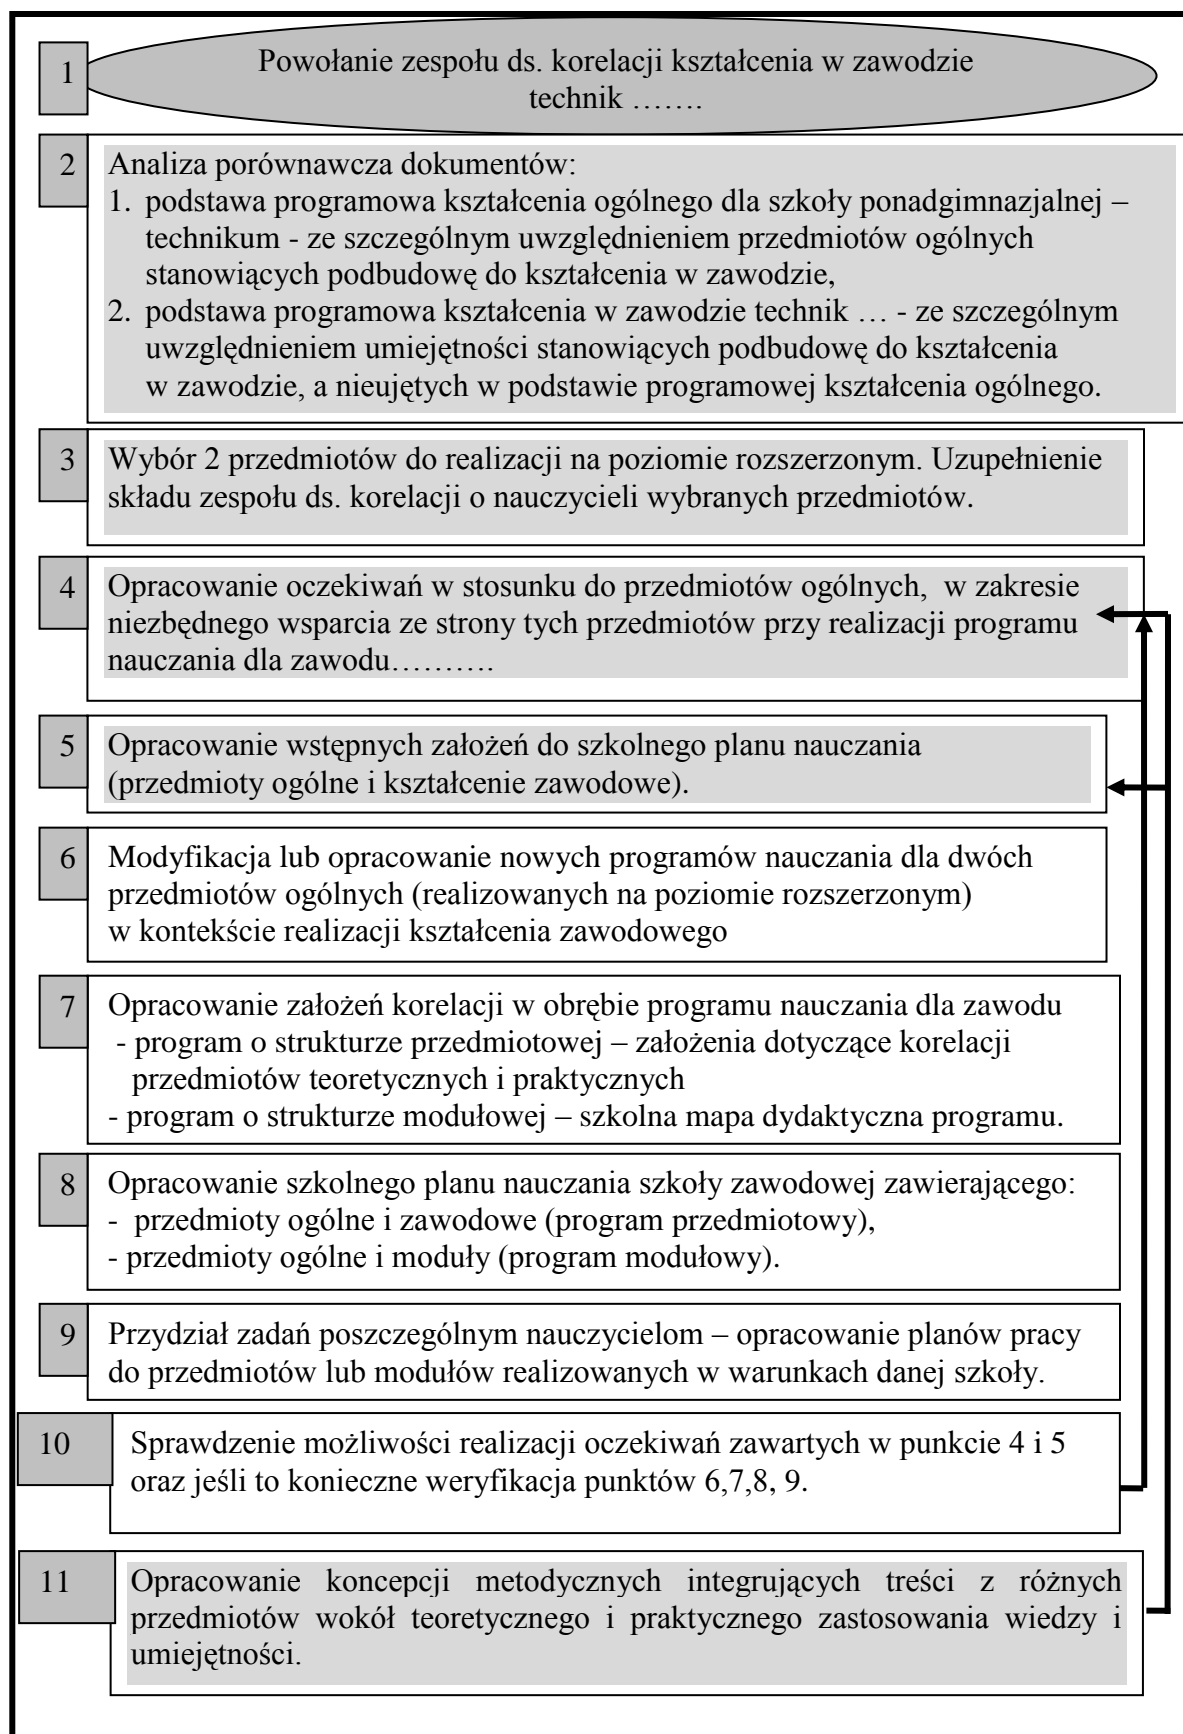 1
Powołanie zespołu ds. korelacji kształcenia w zawodzie
technik …….
2
Analiza porównawcza dokumentów:
1. podstawa programowa kształcenia ogólnego dla szkoły ponadgimnazjalnej –
technikum - ze szczególnym uwzględnieniem przedmiotów ogólnych
stanowiących podbudowę do kształcenia w zawodzie,
2. podstawa programowa kształcenia w zawodzie technik … - ze szczególnym
uwzględnieniem umiejętności stanowiących podbudowę do kształcenia
w zawodzie, a nieujętych w podstawie programowej kształcenia ogólnego.
3
Wybór 2 przedmiotów do realizacji na poziomie rozszerzonym. Uzupełnienie
składu zespołu ds. korelacji o nauczycieli wybranych przedmiotów.
4
Opracowanie oczekiwań w stosunku do przedmiotów ogólnych, w zakresie
niezbędnego wsparcia ze strony tych przedmiotów przy realizacji programu
nauczania dla zawodu……….
5
Opracowanie wstępnych założeń do szkolnego planu nauczania
(przedmioty ogólne i kształcenie zawodowe).
6
Modyfikacja lub opracowanie nowych programów nauczania dla dwóch
przedmiotów ogólnych (realizowanych na poziomie rozszerzonym)
w kontekście realizacji kształcenia zawodowego
7
Opracowanie założeń korelacji w obrębie programu nauczania dla zawodu
- program o strukturze przedmiotowej – założenia dotyczące korelacji
przedmiotów teoretycznych i praktycznych
- program o strukturze modułowej – szkolna mapa dydaktyczna programu.
8
Opracowanie szkolnego planu nauczania szkoły zawodowej zawierającego:
- przedmioty ogólne i zawodowe (program przedmiotowy),
- przedmioty ogólne i moduły (program modułowy).
9
Przydział zadań poszczególnym nauczycielom – opracowanie planów pracy
do przedmiotów lub modułów realizowanych w warunkach danej szkoły.
10
Sprawdzenie możliwości realizacji oczekiwań zawartych w punkcie 4 i 5
oraz jeśli to konieczne weryfikacja punktów 6,7,8, 9.
11
Opracowanie koncepcji metodycznych integrujących treści z różnych
przedmiotów wokół teoretycznego i praktycznego zastosowania wiedzy i
umiejętności.